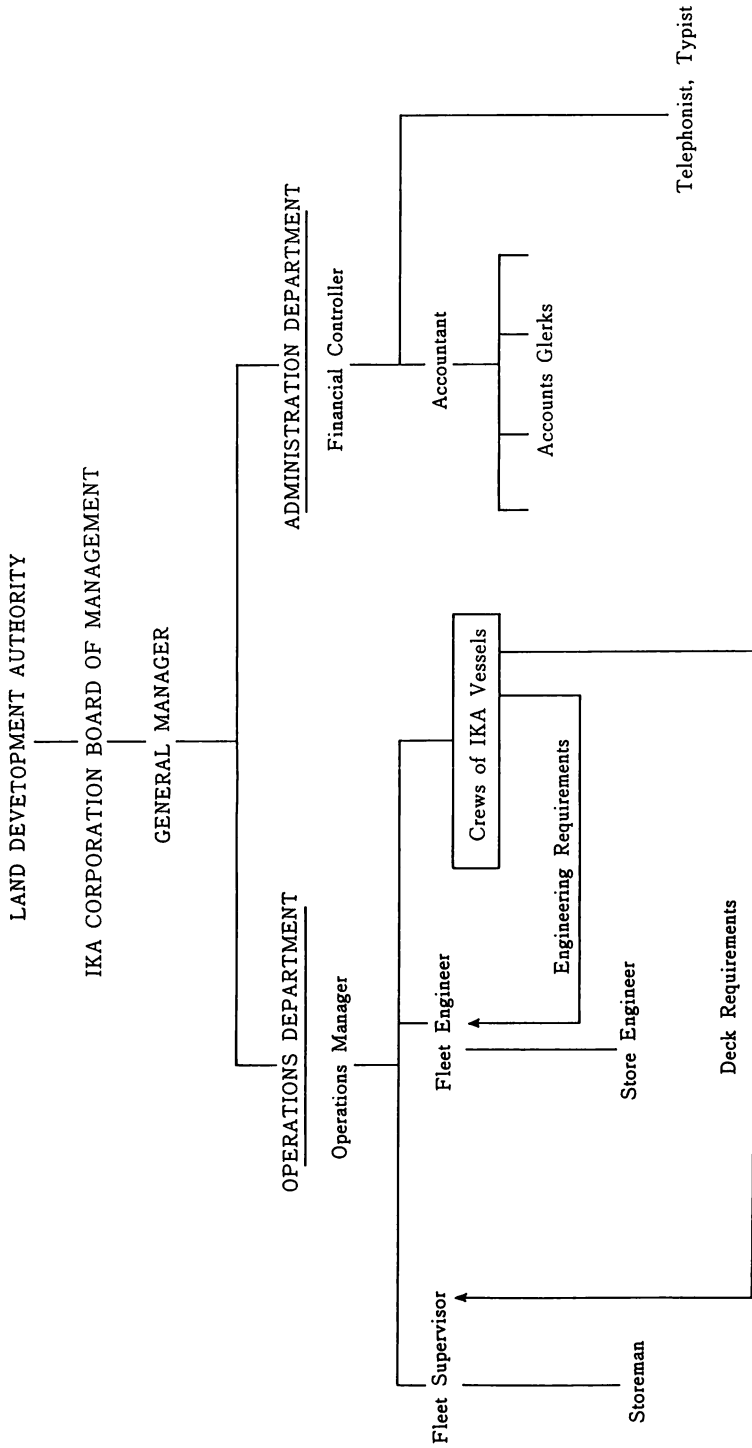 LAND DEVETOPMENT AUTHORITY
IKA CORPORATION BOARD OF MANAGEMENT
GENERAL MANAGER
OPERATIONS DEPARTMENT
ADMINISTRATION DEPARTMENT
Operations Manager
Financial Controller
Fleet Supervisor
Fleet Engineer
Crews of IKA Vessels
Accountant
Engineering Requirements
Accounts Glerks
Storeman
Store Engineer
Telephonist, Typist
Deck Requirements